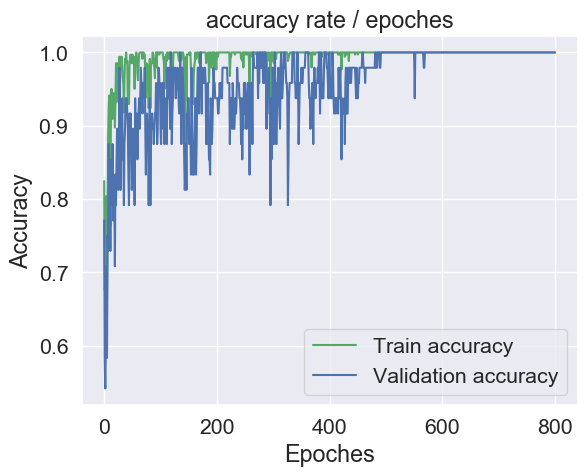 accuracy rate / epoches
1.0
0.9
0.8
0.7
0.6
Accuracy
Train accuracy
Validation accuracy
0
200
400
600
800
Epoches